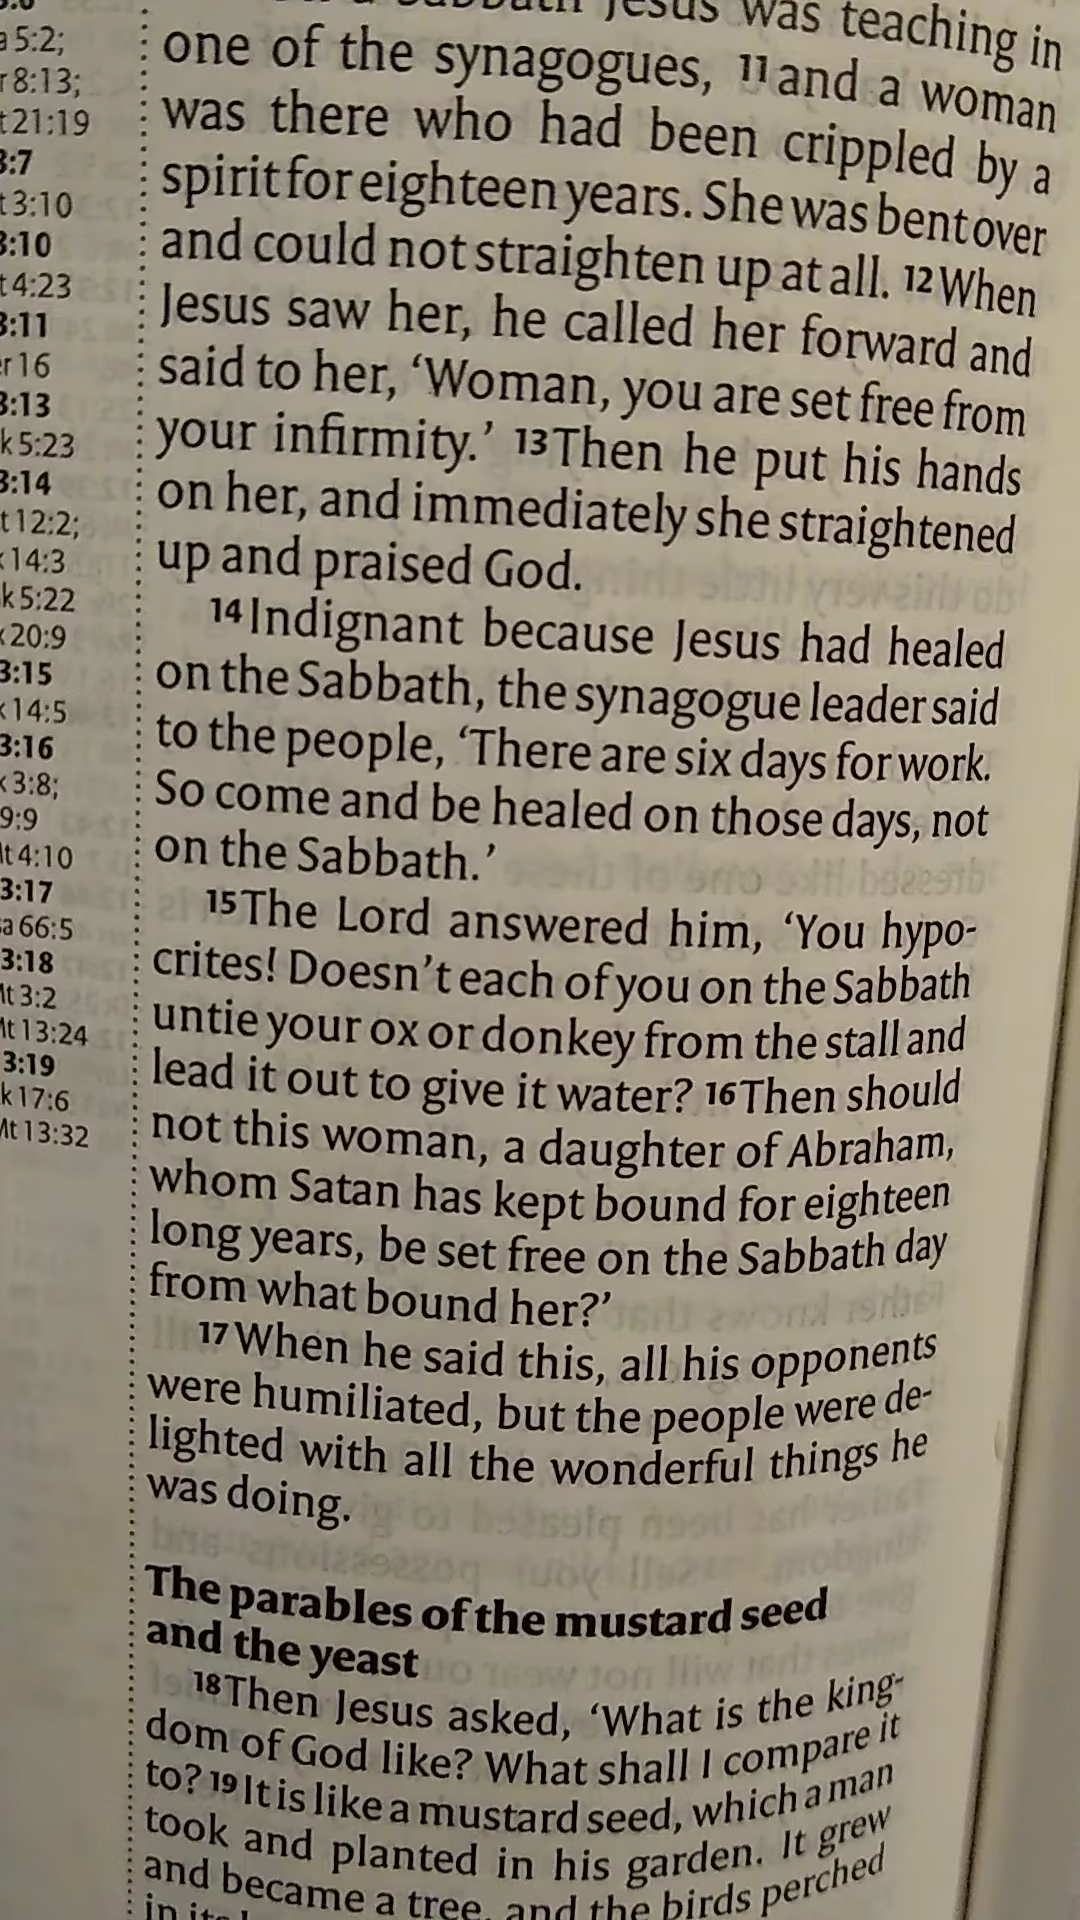 Sabbath Jesus was teaching in
one of the synagogues, 11 and a woman
was there who had been crippled by a
spirit for eighteen years. She was bent over
and could not straighten up at all. 12 When
Jesus saw her, he called her forward and
said to her, ‘Woman, you are set free from
your infirmity.’ 13 Then he put his hands
on her, and immediately she straightened
up and praised God.
14 Indignant because Jesus had healed
on the Sabbath, the synagogue leader said
to the people, ‘There are six days for work.
So come and be healed on those days, not
on the Sabbath.’
15 The Lord answered him, ‘You hypo-
crites! Doesn’t each of you on the Sabbath
untie your ox or donkey from the stall and
lead it out to give it water? 16 Then should
not this woman, a daughter of Abraham,
whom Satan has kept bound for eighteen
long years, be set free on the Sabbath day
from what bound her?’
17 When he said this, all his opponents
were humiliated, but the people were de-
lighted with all the wonderful things he
was doing.
The parables of the mustard seed
and the yeast
18 Then Jesus asked, ‘What is the king-
dom of God like? What shall I compare it
to? 19 It is like a mustard seed, which a man
took and planted in his garden. It grew
and became a tree, and the birds perched
in
5:2;
8:13;
21:19
3:7
3:10
3:10
4:23
3:11
16
3:13
5:23
3:14
12:2;
14:3
5:22
20:9
3:15
14:5
3:16
3:8;
9:9
4:10
3:17
66:5
3:18
3:2
13:24
3:19
17:6
13:32